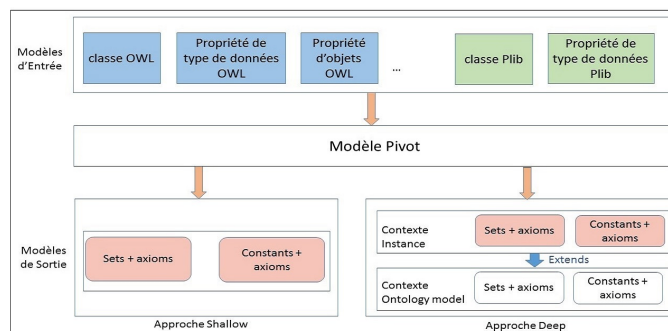 Modèles
d'Entrée
classe OWL
Propriété de
type de données
OWL
Propriété
d'objets
OWL
...
classe Plib
Propriété de
type de données
Plib
Modèle Pivot
Modèles
de Sortie
Sets + axioms
Constants +
axioms
Approche Shallow
Contexte
Instance
Sets + axioms
Constants +
axioms
Extends
Contexte
Ontology model
Sets + axioms
Constants +
axioms
Approche Deep